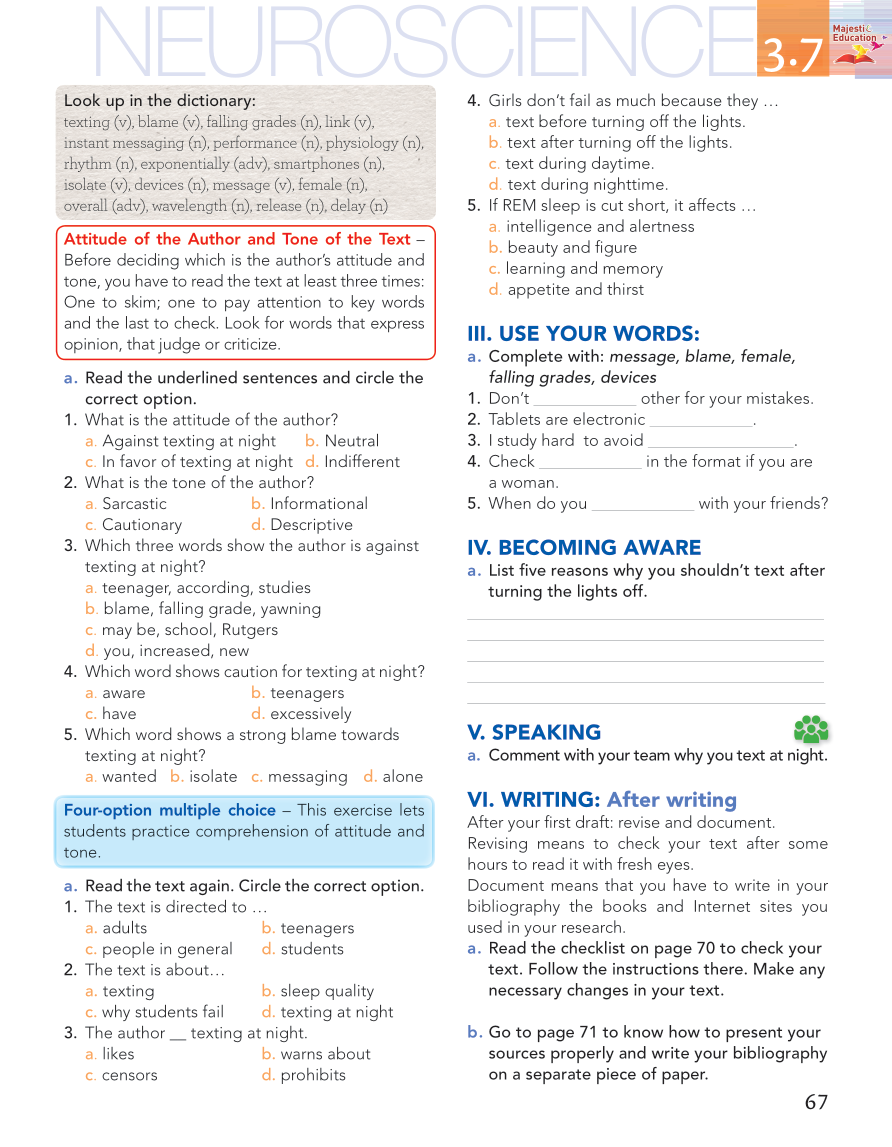 NEUROSCIENCE
3.7
Majestic
Education
Look up in the dictionary:
texting (v), blame (v), falling grades (n), link (v),
instant messaging (n), performance (n), physiology (n),
rhythm (n), exponentially (adv), smartphones (n),
isolate (v), devices (n), message (v), female (n),
overall (adv), wavelength (n), release (n), delay (n)
Attitude of the Author and Tone of the Text –
Before deciding which is the author's attitude and
tone, you have to read the text at least three times:
One to skim; one to pay attention to key words
and the last to check. Look for words that express
opinion, that judge or criticize.
a. Read the underlined sentences and circle the
correct option.
1. What is the attitude of the author?
a. Against texting at night b. Neutral
c. In favor of texting at night d. Indifferent
2. What is the tone of the author?
a. Sarcastic b. Informational
c. Cautionary d. Descriptive
3. Which three words show the author is against
texting at night?
a. teenager, according, studies
b. blame, falling grade, yawning
c. may be, school, Rutgers
d. you, increased, new
4. Which word shows caution for texting at night?
a. aware b. teenagers
c. have d. excessively
5. Which word shows a strong blame towards
texting at night?
a. wanted b. isolate c. messaging d. alone
Four-option multiple choice – This exercise lets
students practice comprehension of attitude and
tone.
a. Read the text again. Circle the correct option.
1. The text is directed to …
a. adults b. teenagers
c. people in general d. students
2. The text is about…
a. texting b. sleep quality
c. why students fail d. texting at night
3. The author __ texting at night.
a. likes b. warns about
c. censors d. prohibits
4. Girls don't fail as much because they …
a. text before turning off the lights.
b. text after turning off the lights.
c. text during daytime.
d. text during nighttime.
5. If REM sleep is cut short, it affects …
a. intelligence and alertness
b. beauty and figure
c. learning and memory
d. appetite and thirst
III. USE YOUR WORDS:
a. Complete with: message, blame, female,
falling grades, devices
1. Don't ___________ other for your mistakes.
2. Tablets are electronic ___________.
3. I study hard to avoid ________________.
4. Check ___________ in the format if you are
a woman.
5. When do you ___________ with your friends?
IV. BECOMING AWARE
a. List five reasons why you shouldn't text after
turning the lights off.
V. SPEAKING
a. Comment with your team why you text at night.
VI. WRITING: After writing
After your first draft: revise and document.
Revising means to check your text after some
hours to read it with fresh eyes.
Document means that you have to write in your
bibliography the books and Internet sites you
used in your research.
a. Read the checklist on page 70 to check your
text. Follow the instructions there. Make any
necessary changes in your text.
b. Go to page 71 to know how to present your
sources properly and write your bibliography
on a separate piece of paper.
67